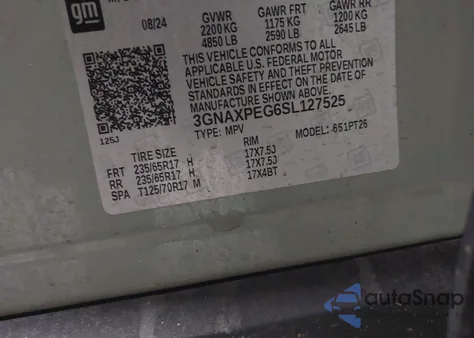 gm
08/24 GVWR GAWR FRT GAWR RR
2200 KG 1175 KG 1200 KG
4850 LB 2590 LB 2645 LB
THIS VEHICLE CONFORMS TO ALL
APPLICABLE U.S. FEDERAL MOTOR
VEHICLE SAFETY AND THEFT PREVENTION
STANDARDS IN EFFECT ON THE DATE OF
MANUFACTURE SHOWN ABOVE.
3GNAXPEG6SL127525
125J TYPE: MPV MODEL: 651PT26
TIRE SIZE RIM
FRT 235/65R17 H 17X7.5J
RR 235/65R17 H 17X7.5J
SPA T125/70R17 M 17X4BT
autoSnap